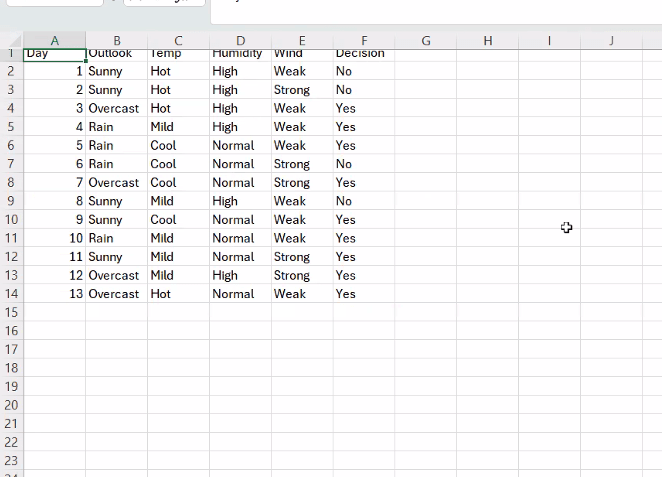 A B C D E F G H I J
1 Day Outlook Temp Humidity Wind Decision
2 1 Sunny Hot High Weak No
3 2 Sunny Hot High Strong No
4 3 Overcast Hot High Weak Yes
5 4 Rain Mild High Weak Yes
6 5 Rain Cool Normal Weak Yes
7 6 Rain Cool Normal Strong No
8 7 Overcast Cool Normal Strong Yes
9 8 Sunny Mild High Weak No
10 9 Sunny Cool Normal Weak Yes
11 10 Rain Mild Normal Weak Yes
12 11 Sunny Mild Normal Strong Yes
13 12 Overcast Mild High Strong Yes
14 13 Overcast Hot Normal Weak Yes
15
16
17
18
19
20
21
22
23